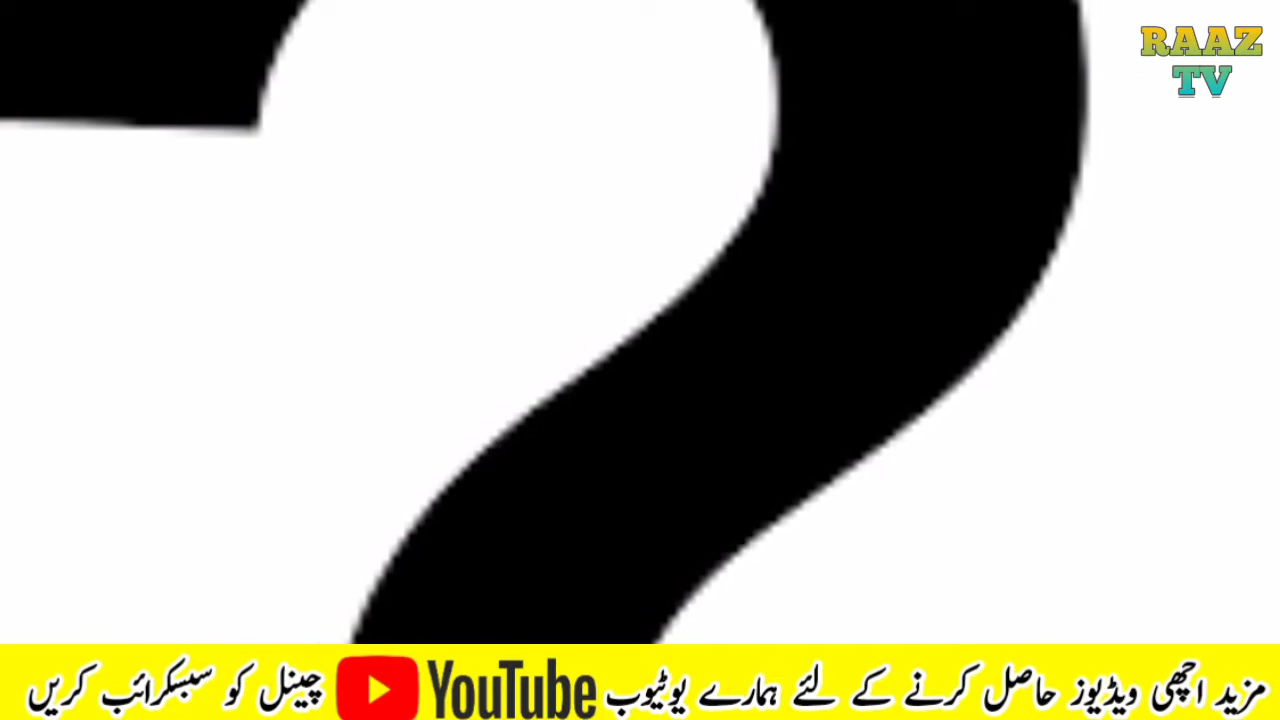 RAAZ
TV
مزید اچھی ویڈیوز حاصل کرنے کے لئے ہمارے یوٹیوب YouTube چینل کو سبسکرائب کریں